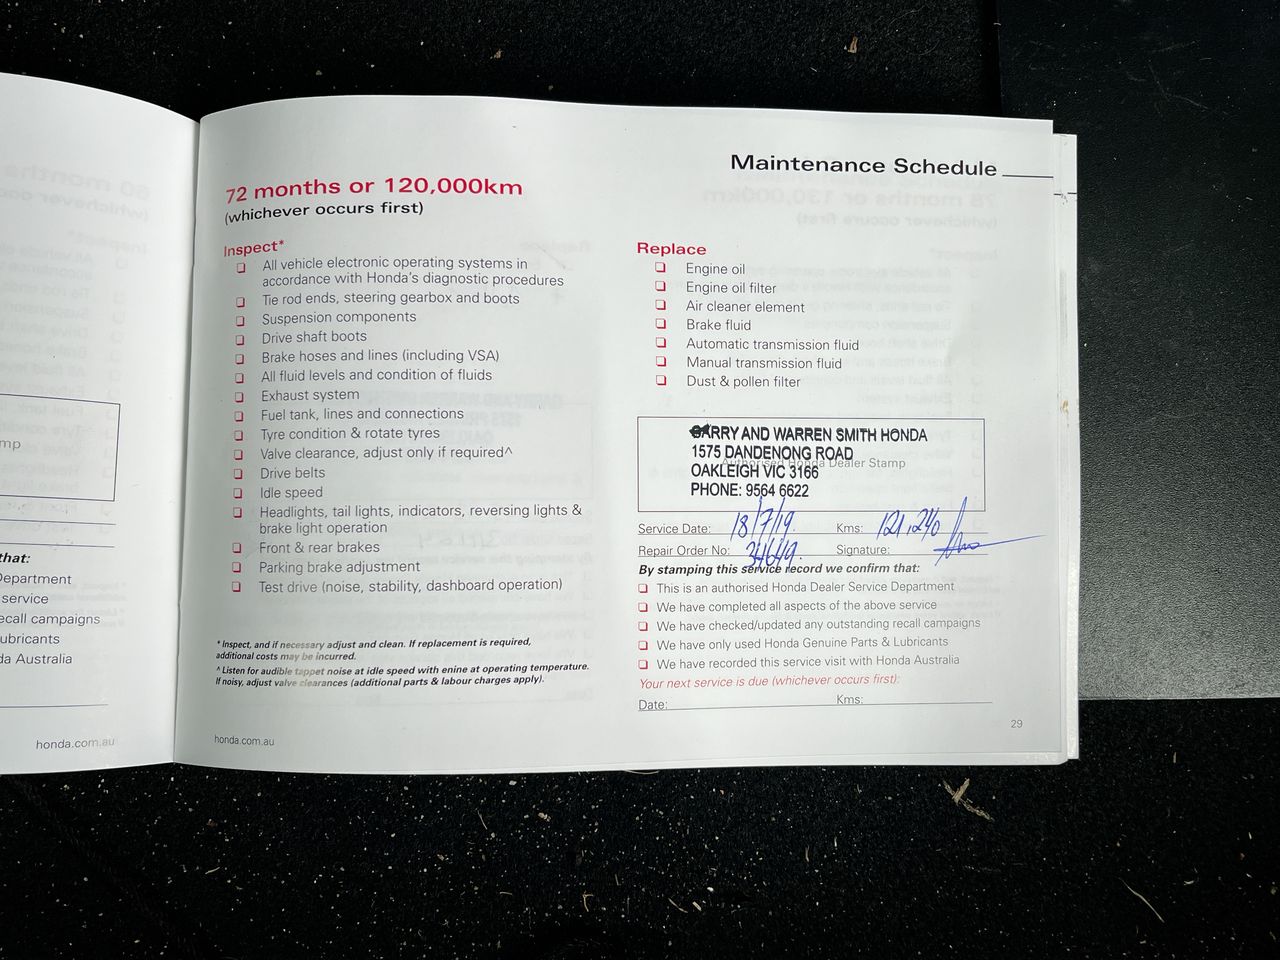 mp
that:
epartment
service
ecall campaigns
ubricants
da Australia
honda.com.au
Maintenance Schedule
72 months or 120,000km
(whichever occurs first)
Inspect*
All vehicle electronic operating systems in
accordance with Honda's diagnostic procedures
Tie rod ends, steering gearbox and boots
Suspension components
Drive shaft boots
Brake hoses and lines (including VSA)
All fluid levels and condition of fluids
Exhaust system
Fuel tank, lines and connections
Tyre condition & rotate tyres
Valve clearance, adjust only if required^
Drive belts
Idle speed
Headlights, tail lights, indicators, reversing lights &
brake light operation
Front & rear brakes
Parking brake adjustment
Test drive (noise, stability, dashboard operation)
* Inspect, and if necessary adjust and clean. If replacement is required,
additional costs may be incurred.
^ Listen for audible tappet noise at idle speed with enine at operating temperature.
If noisy, adjust valve clearances (additional parts & labour charges apply).
honda.com.au
Replace
Engine oil
Engine oil filter
Air cleaner element
Brake fluid
Automatic transmission fluid
Manual transmission fluid
Dust & pollen filter
GARRY AND WARREN SMITH HONDA
1575 DANDENONG ROAD
Authorised Honda Dealer Stamp
OAKLEIGH VIC 3166
PHONE: 9564 6622
Service Date: 18/7/19. Kms: 121,240
Repair Order No: 34649. Signature:
By stamping this service record we confirm that:
This is an authorised Honda Dealer Service Department
We have completed all aspects of the above service
We have checked/updated any outstanding recall campaigns
We have only used Honda Genuine Parts & Lubricants
We have recorded this service visit with Honda Australia
Your next service is due (whichever occurs first):
Date: Kms:
29